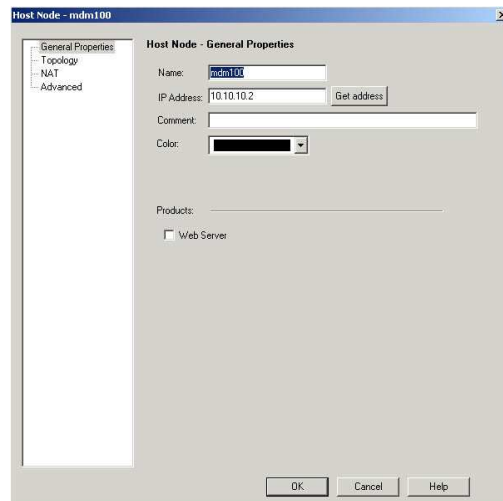 Host Node - mdm100
General Properties
Topology
NAT
Advanced
Host Node - General Properties
Name: mdm100
IP Address: 10.10.10.2 Get address
Comment:
Color:
Products:
Web Server
OK Cancel Help